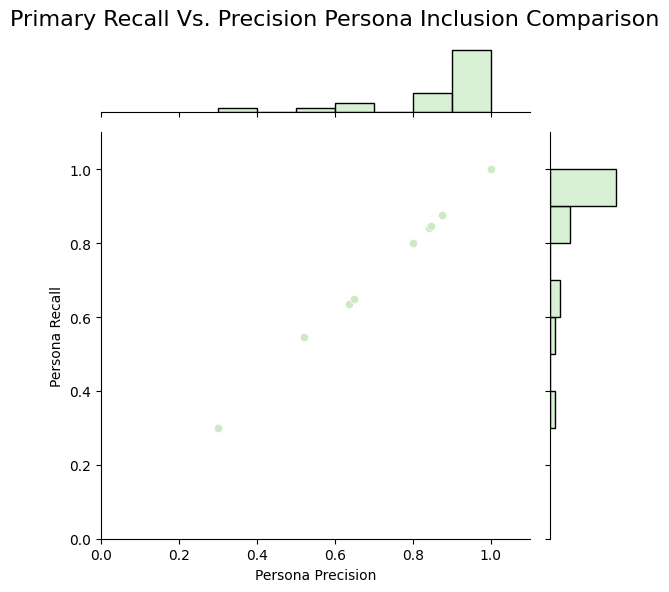 Primary Recall Vs. Precision Persona Inclusion Comparison
1.0
0.8
0.6
0.4
0.2
0.0
Persona Recall
0.0 0.2 0.4 0.6 0.8 1.0
Persona Precision